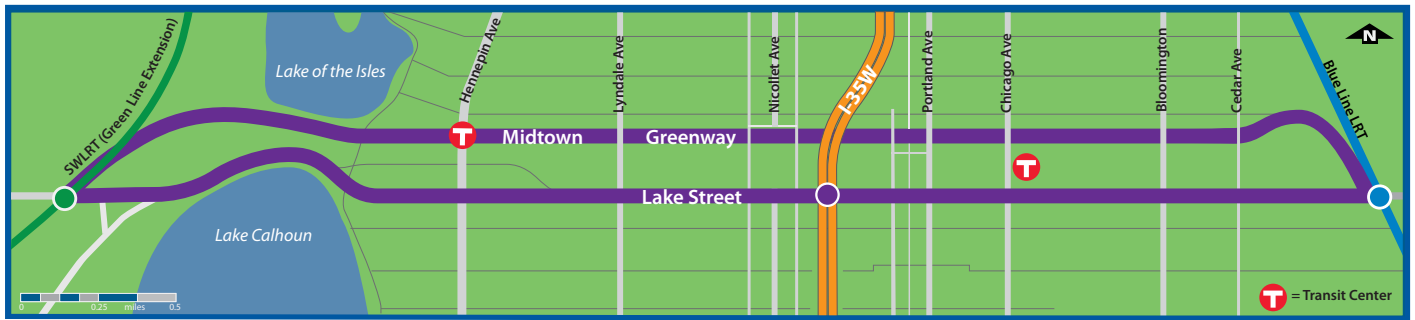 SWLRT (Green Line Extension)
Lake of the Isles
Hennepin Ave
Lyndale Ave
Nicollet Ave
I-35W
Portland Ave
Chicago Ave
Bloomington
Cedar Ave
Blue Line LRT
N
T
Midtown Greenway
T
Lake Street
Lake Calhoun
0 0.25 miles 0.5
T = Transit Center